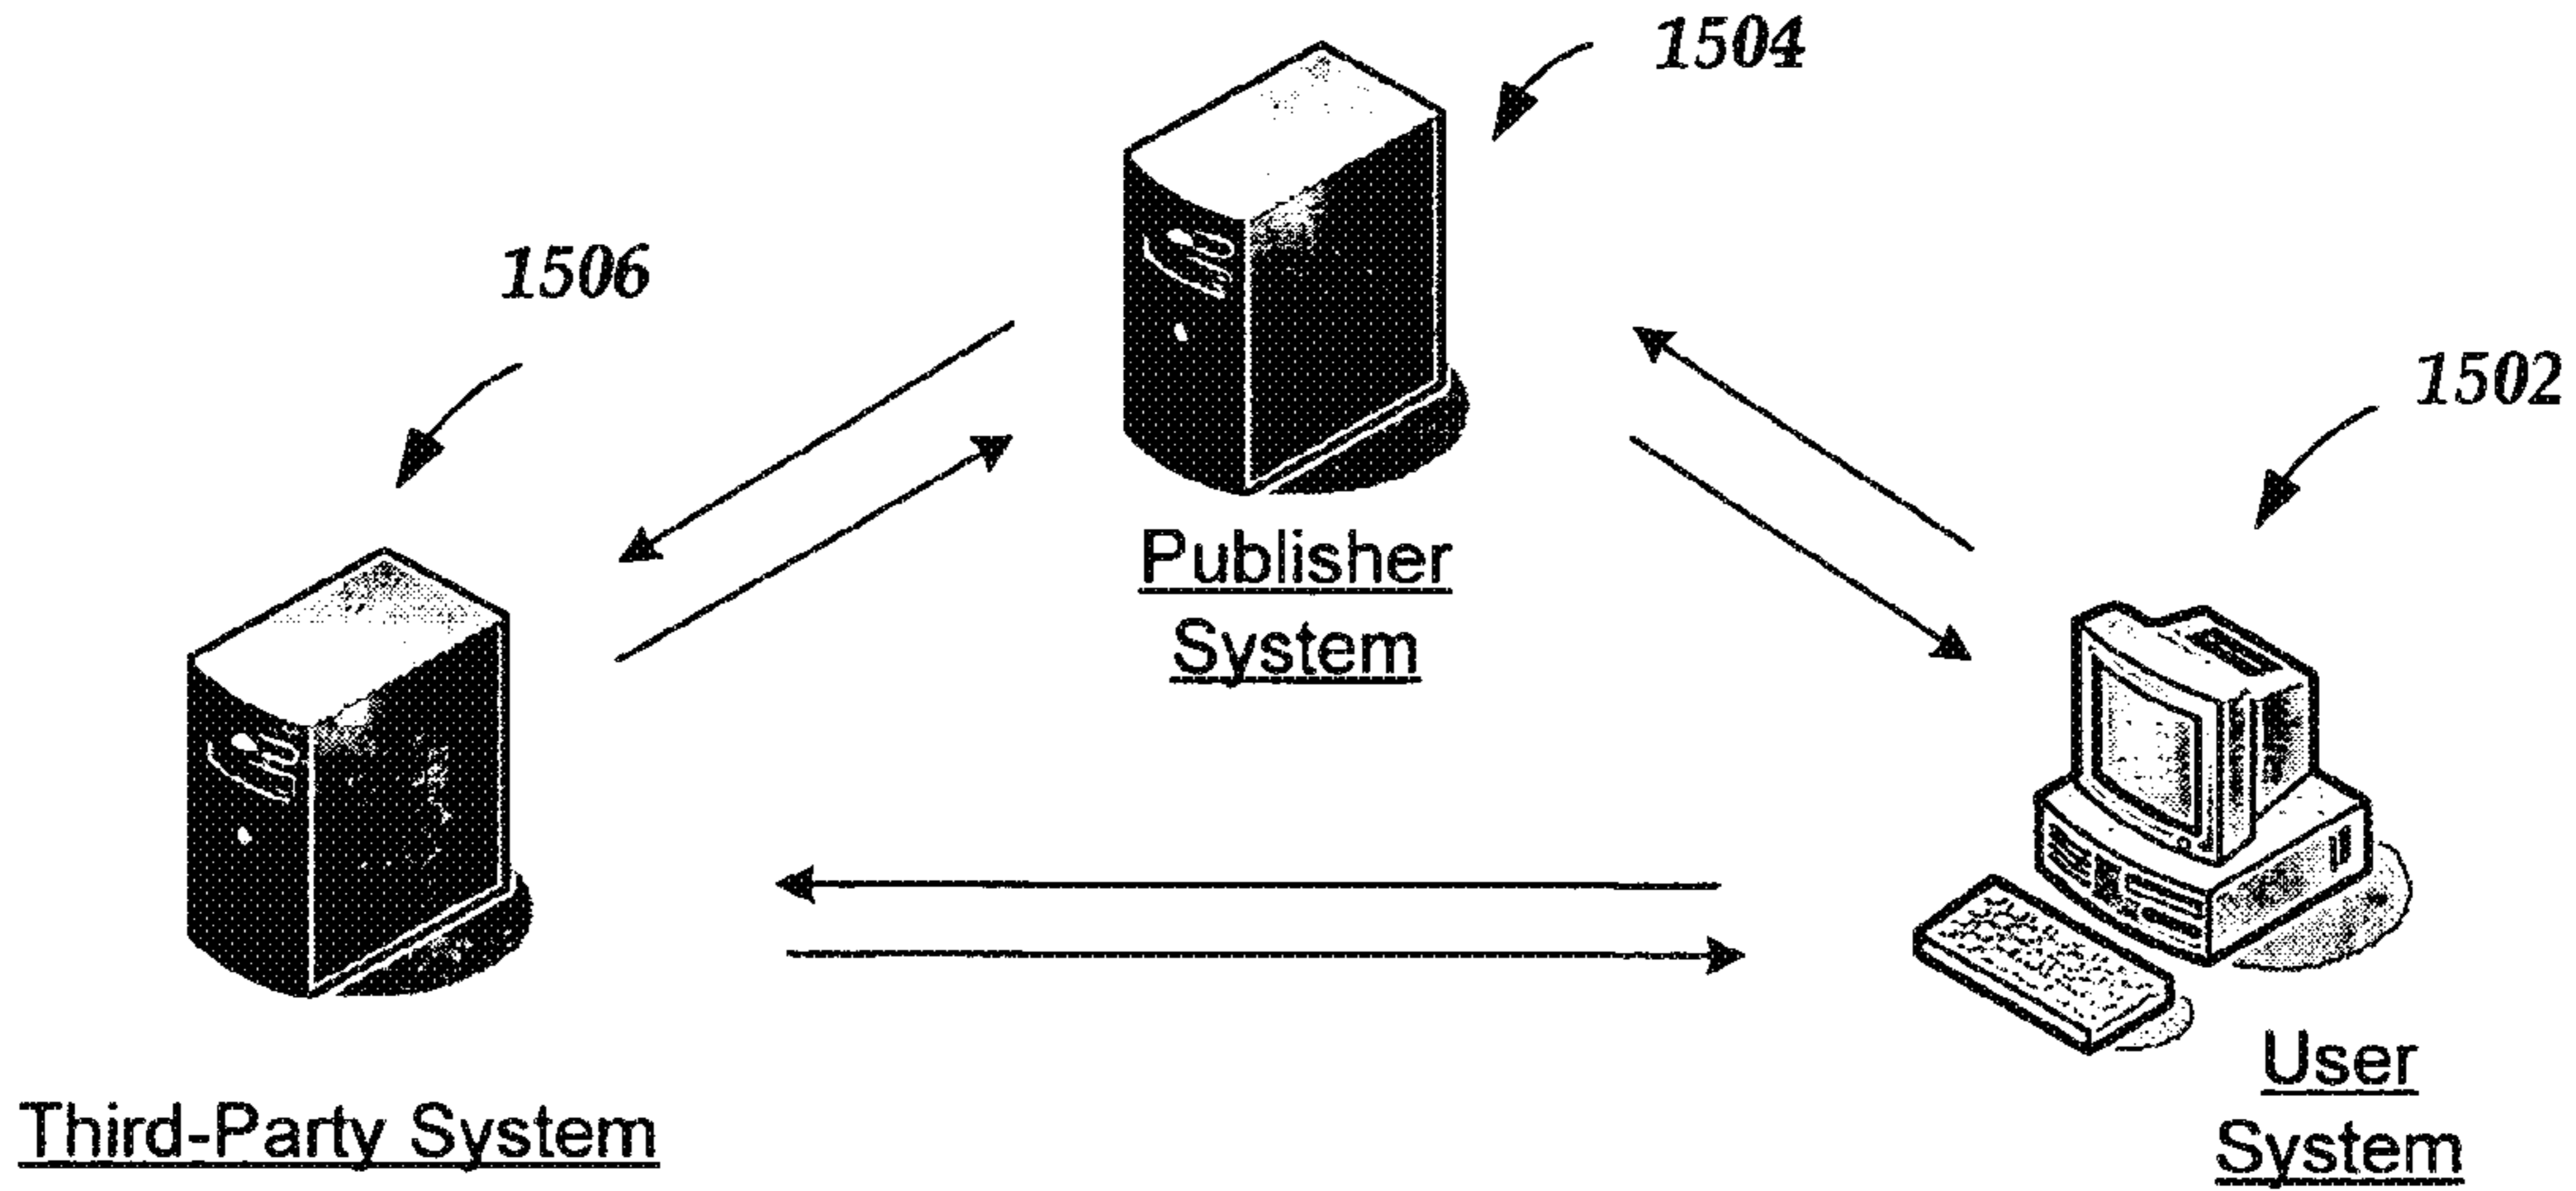 1504
1506
1502
Publisher
System
Third-Party System
User
System